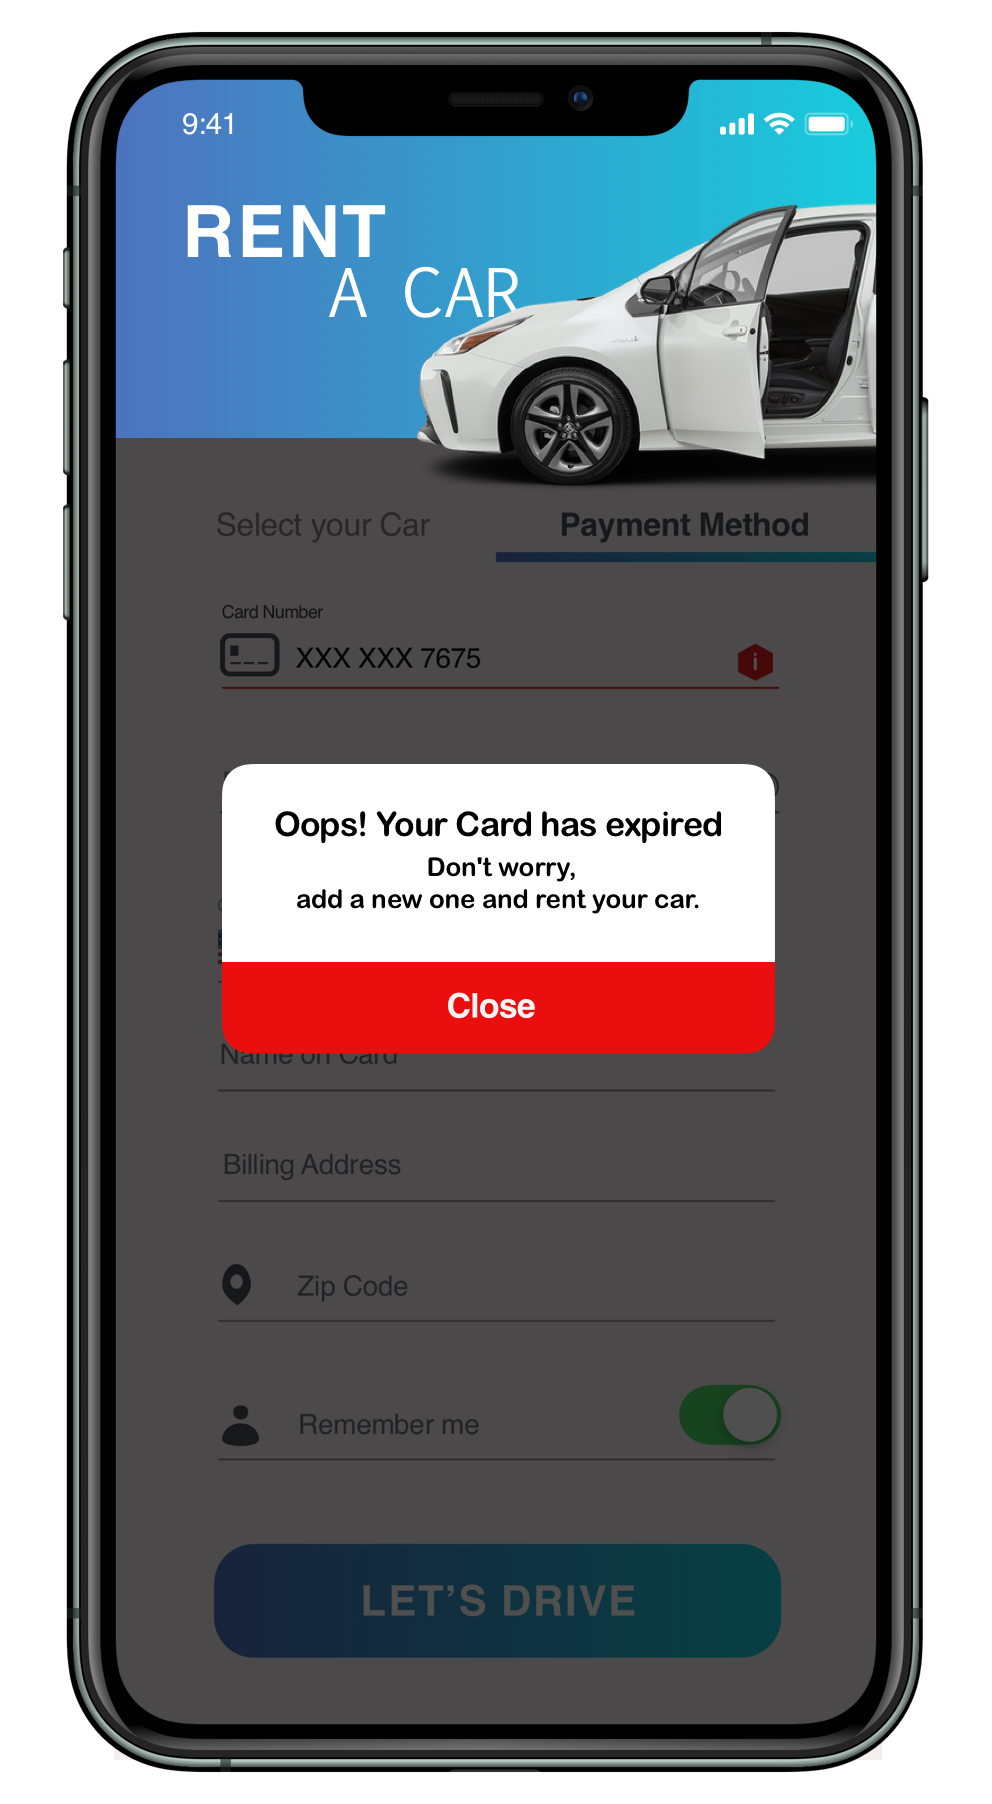 9:41
RENT
A CAR
Select your Car
Payment Method
Card Number
XXX XXX 7675
i
Oops! Your Card has expired
Don't worry,
add a new one and rent your car.
Close
Name on Card
Billing Address
Zip Code
Remember me
LET’S DRIVE